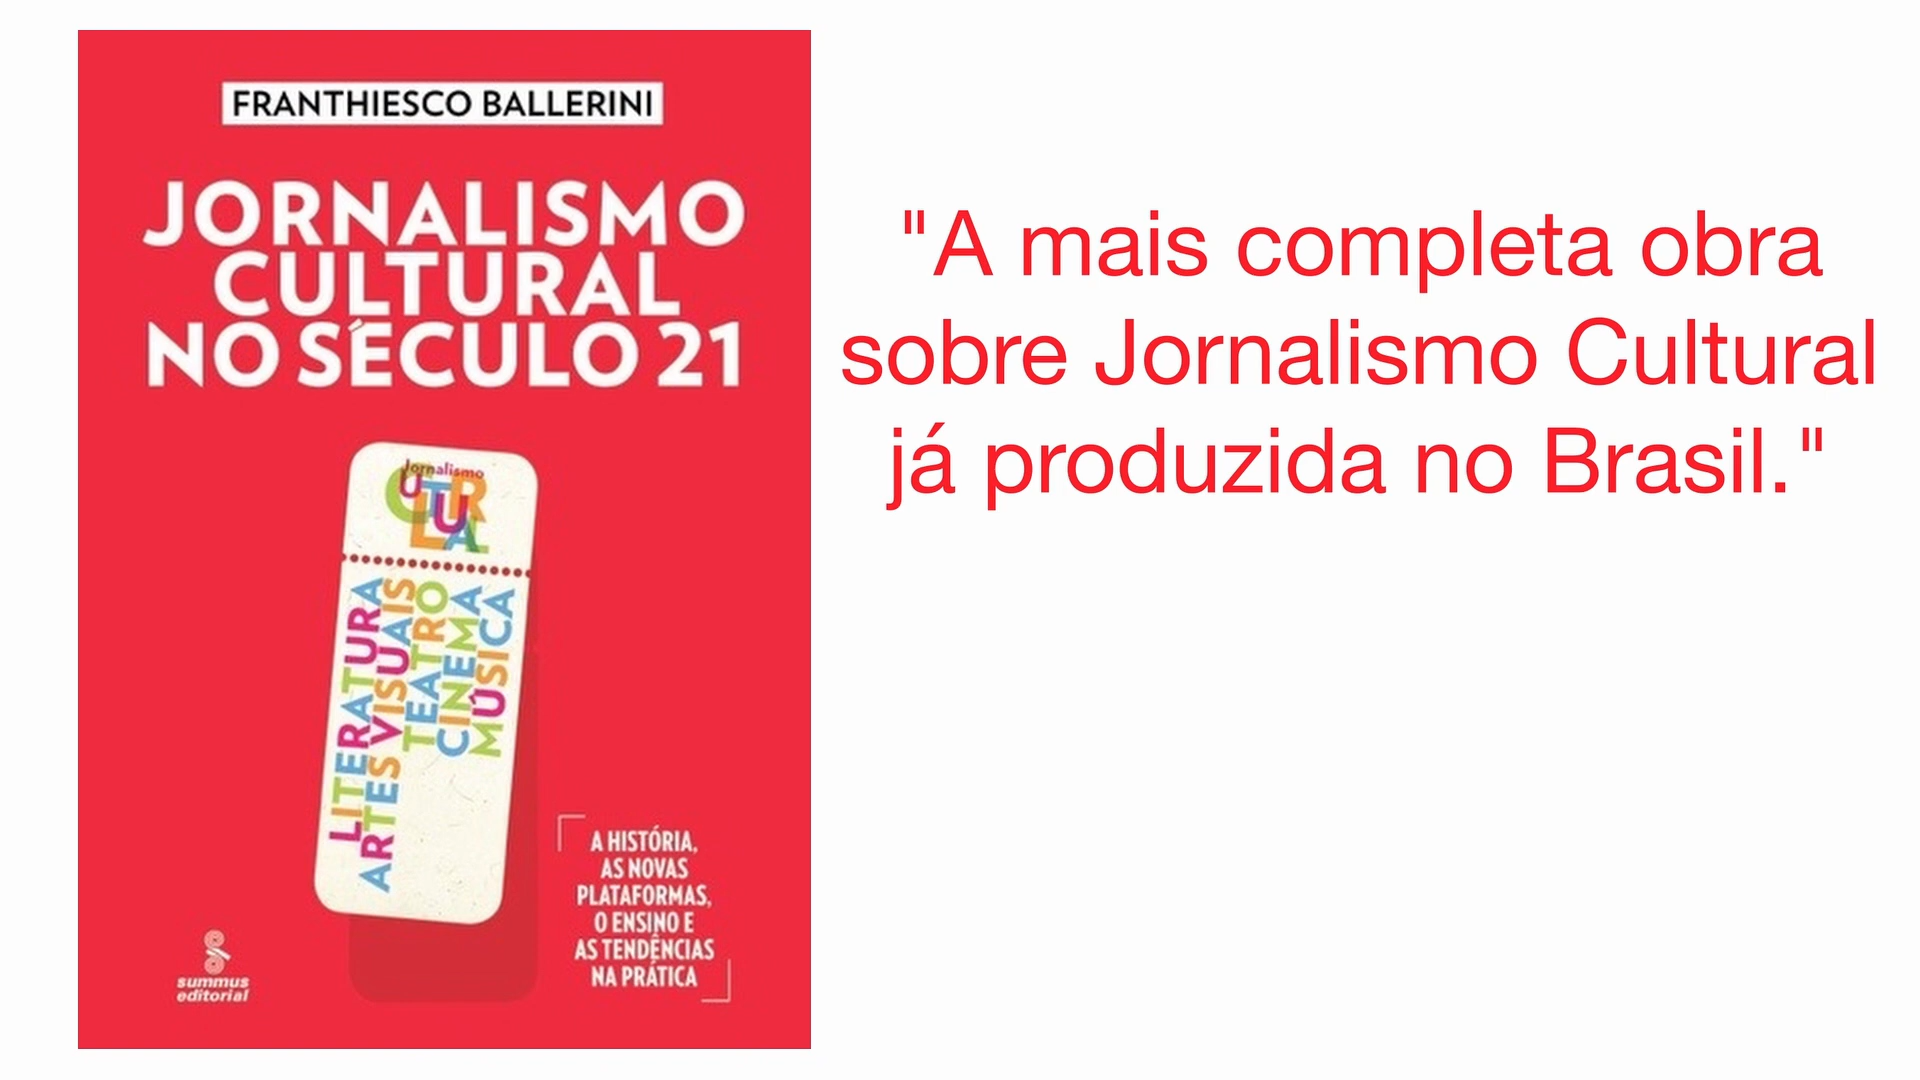 FRANTHIESCO BALLERINI
JORNALISMO
CULTURAL
NO SÉCULO 21
Jornalismo
CULTURAL
LITERATURA
ARTES VISUAIS
TEATRO
CINEMA
MÚSICA
A HISTÓRIA,
AS NOVAS
PLATAFORMAS,
O ENSINO E
AS TENDÊNCIAS
NA PRÁTICA
summus
editorial
"A mais completa obra
sobre Jornalismo Cultural
já produzida no Brasil."